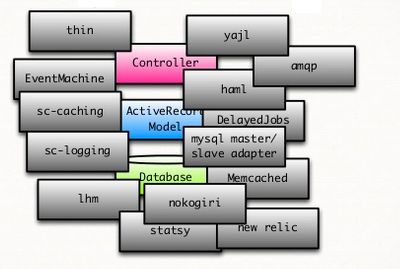 thin
yajl
Controller
amqp
EventMachine
haml
sc-caching
ActiveRecord
Model
DelayedJobs
sc-logging
mysql master/
slave adapter
Database
Memcached
lhm
nokogiri
statsy
new relic